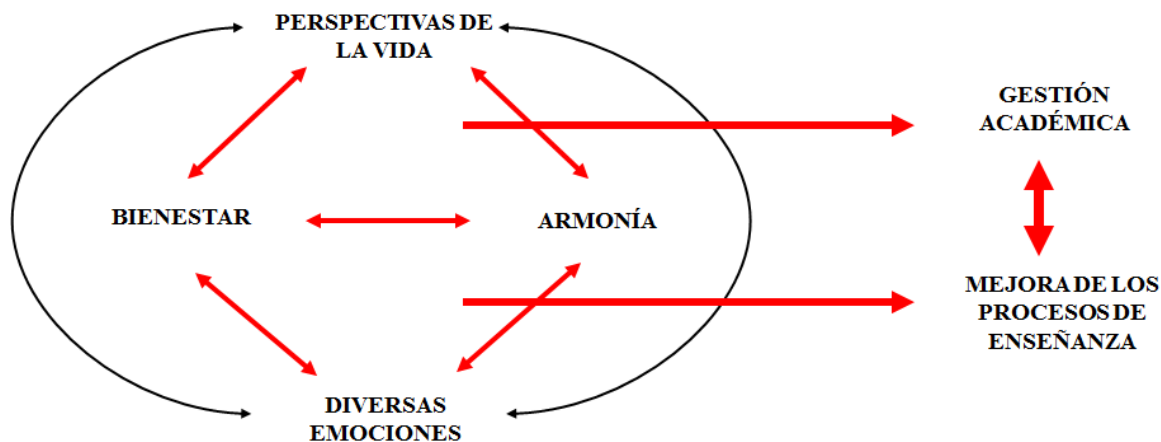 PERSPECTIVAS DE
LA VIDA
GESTIÓN
ACADÉMICA
BIENESTAR
ARMONÍA
MEJORA DE LOS
PROCESOS DE
ENSEÑANZA
DIVERSAS
EMOCIONES